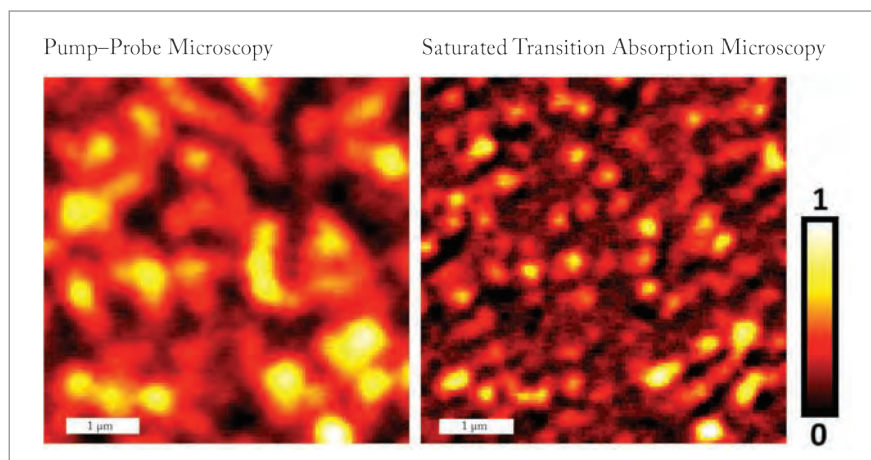 Pump–Probe Microscopy
Saturated Transition Absorption Microscopy
1
0
1 μm
1 μm